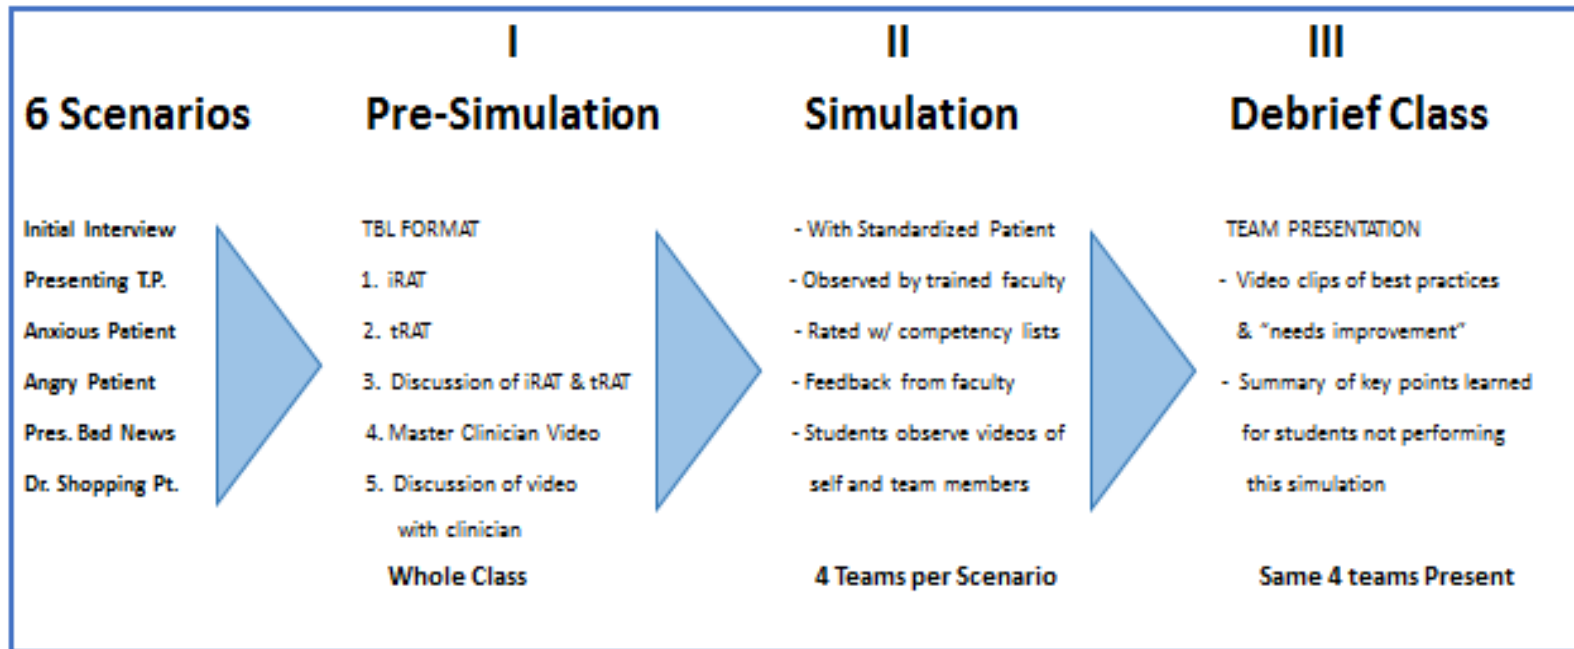 I
II
III
6 Scenarios
Pre-Simulation
Simulation
Debrief Class
Initial Interview
Presenting T.P.
Anxious Patient
Angry Patient
Pres. Bad News
Dr. Shopping Pt.
TBL FORMAT
1. iRAT
2. tRAT
3. Discussion of iRAT & tRAT
4. Master Clinician Video
5. Discussion of video
with clinician
Whole Class
- With Standardized Patient
- Observed by trained faculty
- Rated w/ competency lists
- Feedback from faculty
- Students observe videos of
self and team members
4 Teams per Scenario
TEAM PRESENTATION
- Video clips of best practices
& “needs improvement”
- Summary of key points learned
for students not performing
this simulation
Same 4 teams Present